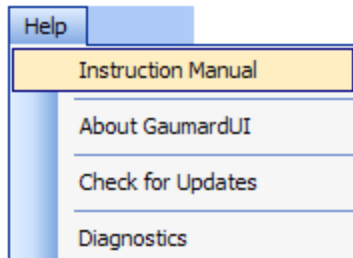 Help
Instruction Manual
About GaumardUI
Check for Updates
Diagnostics